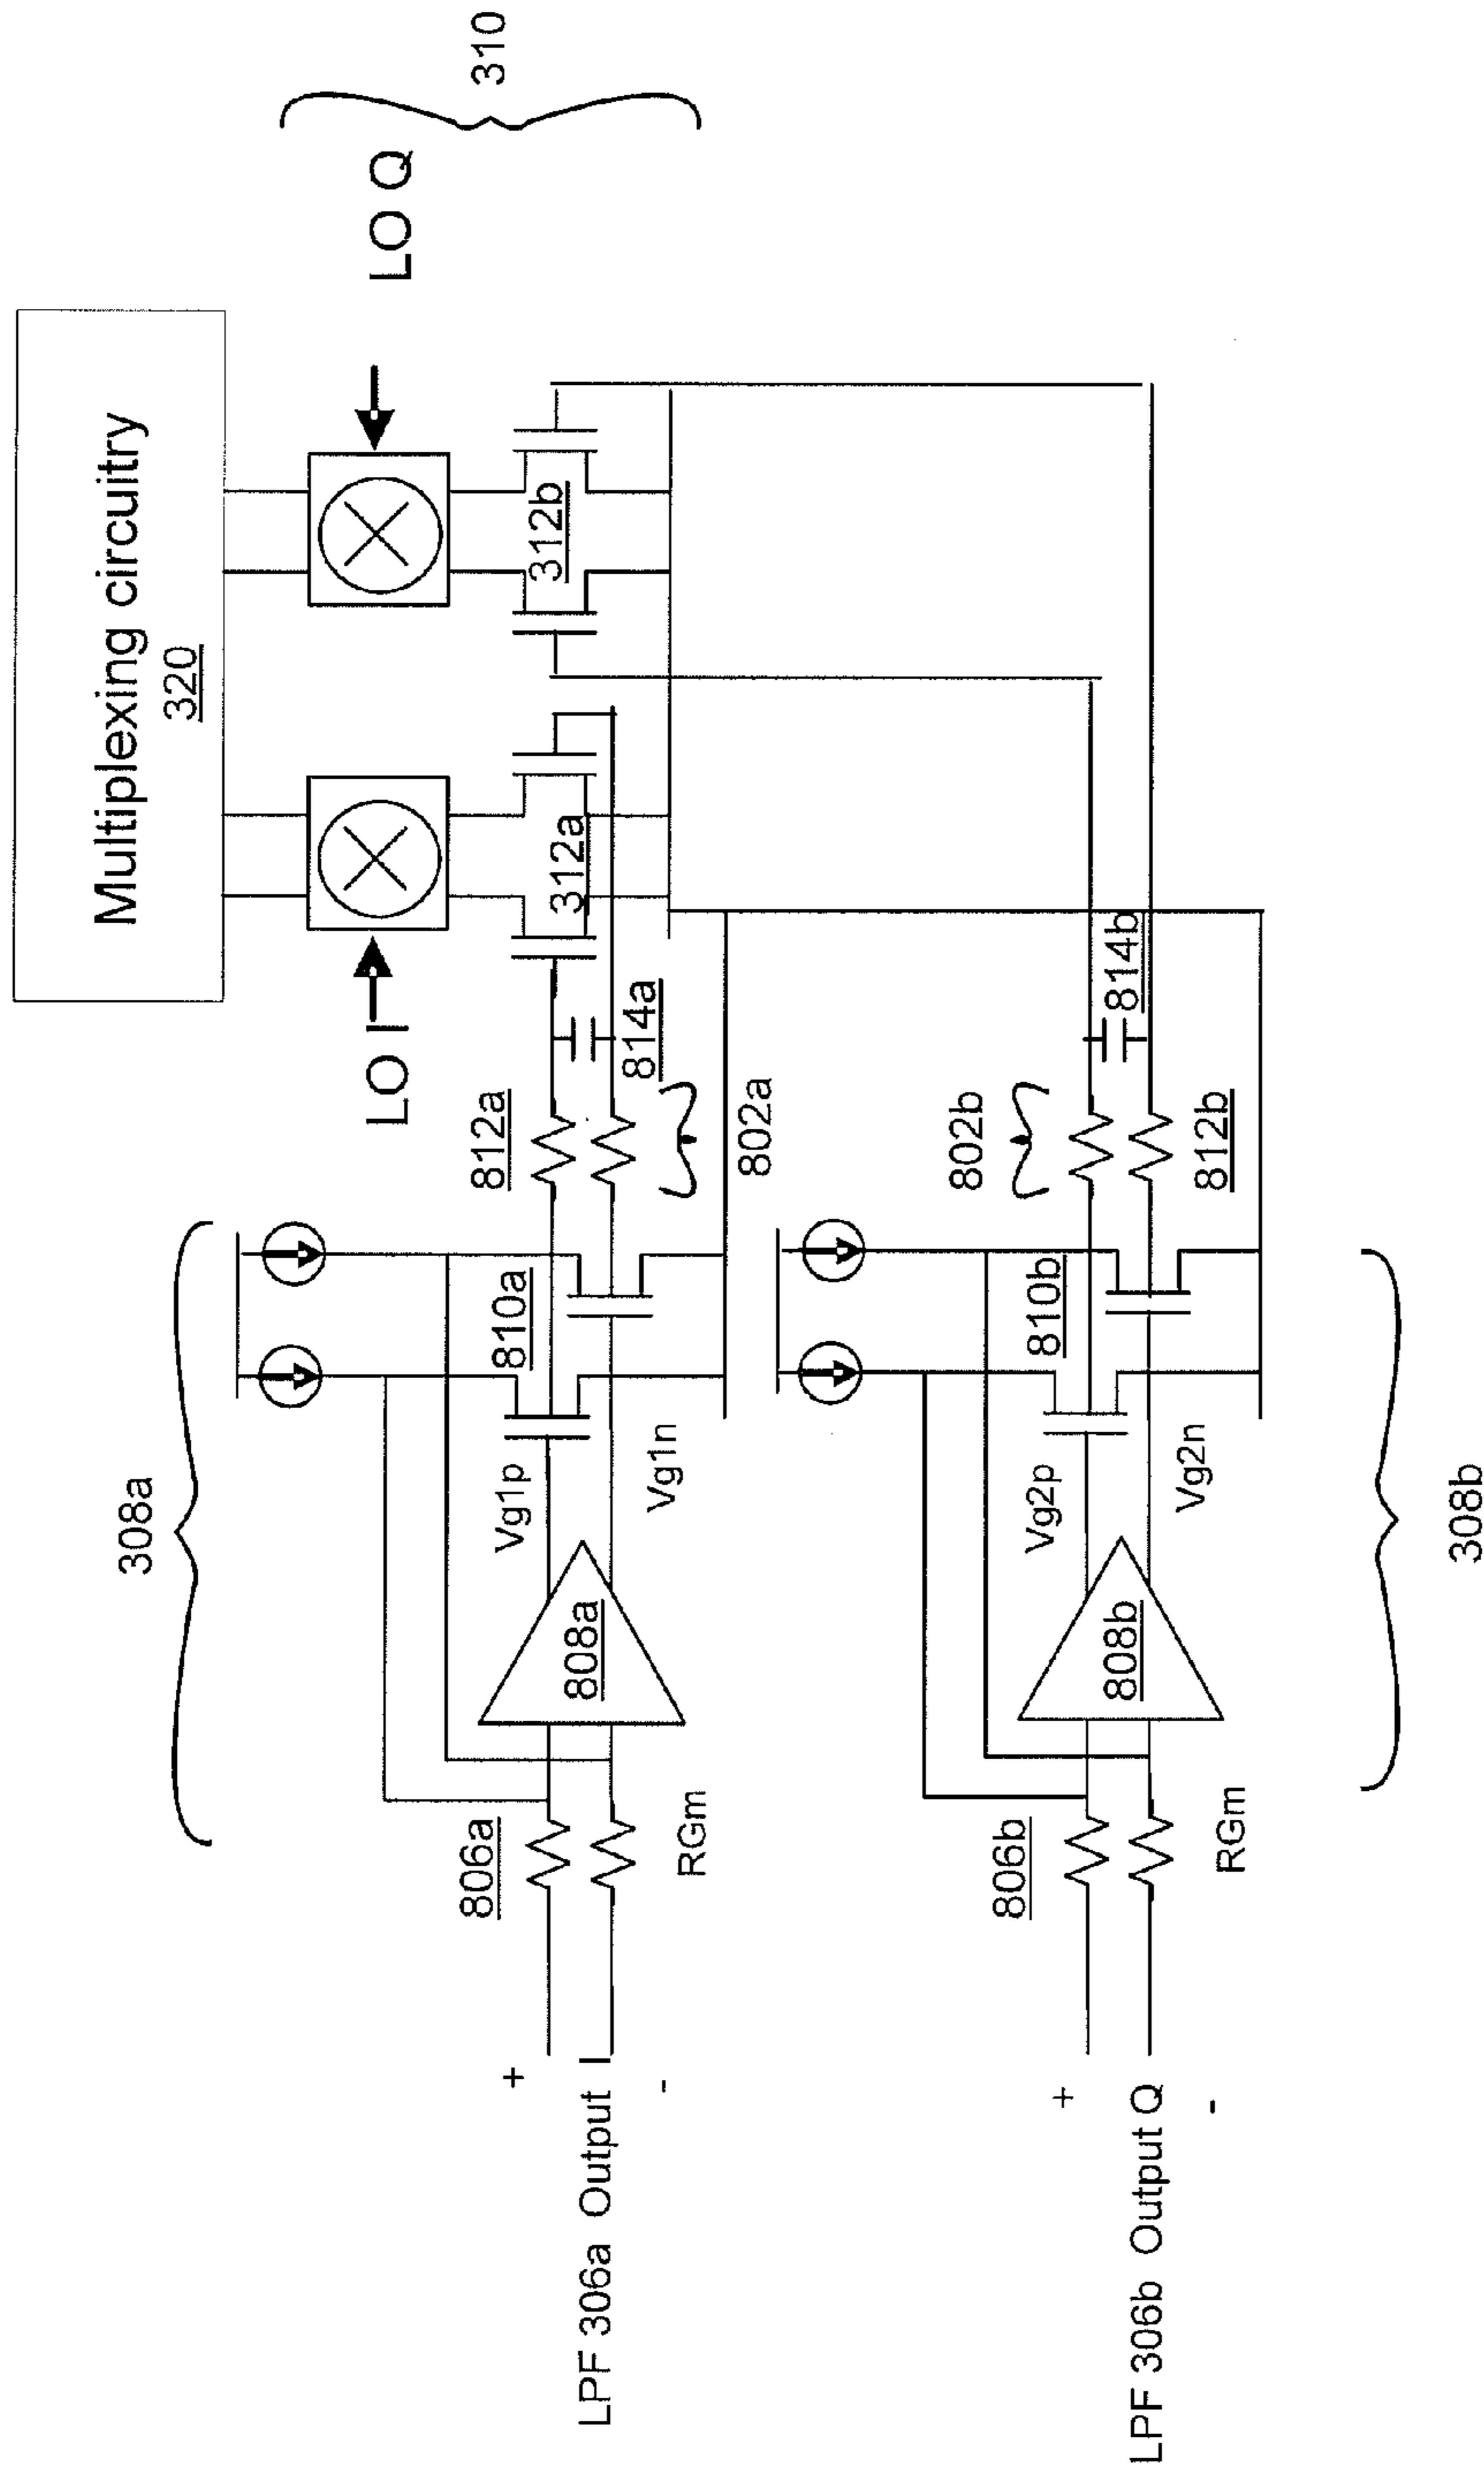 Multiplexing circuitry
320
LO I
LO Q
310
312a
312b
308a
812a
814a
802a
810a
Vg1p
Vg1n
808a
806a
RGm
+
LPF 306a Output I
-
802b
814b
812b
810b
Vg2p
Vg2n
808b
806b
RGm
+
LPF 306b Output Q
-
308b